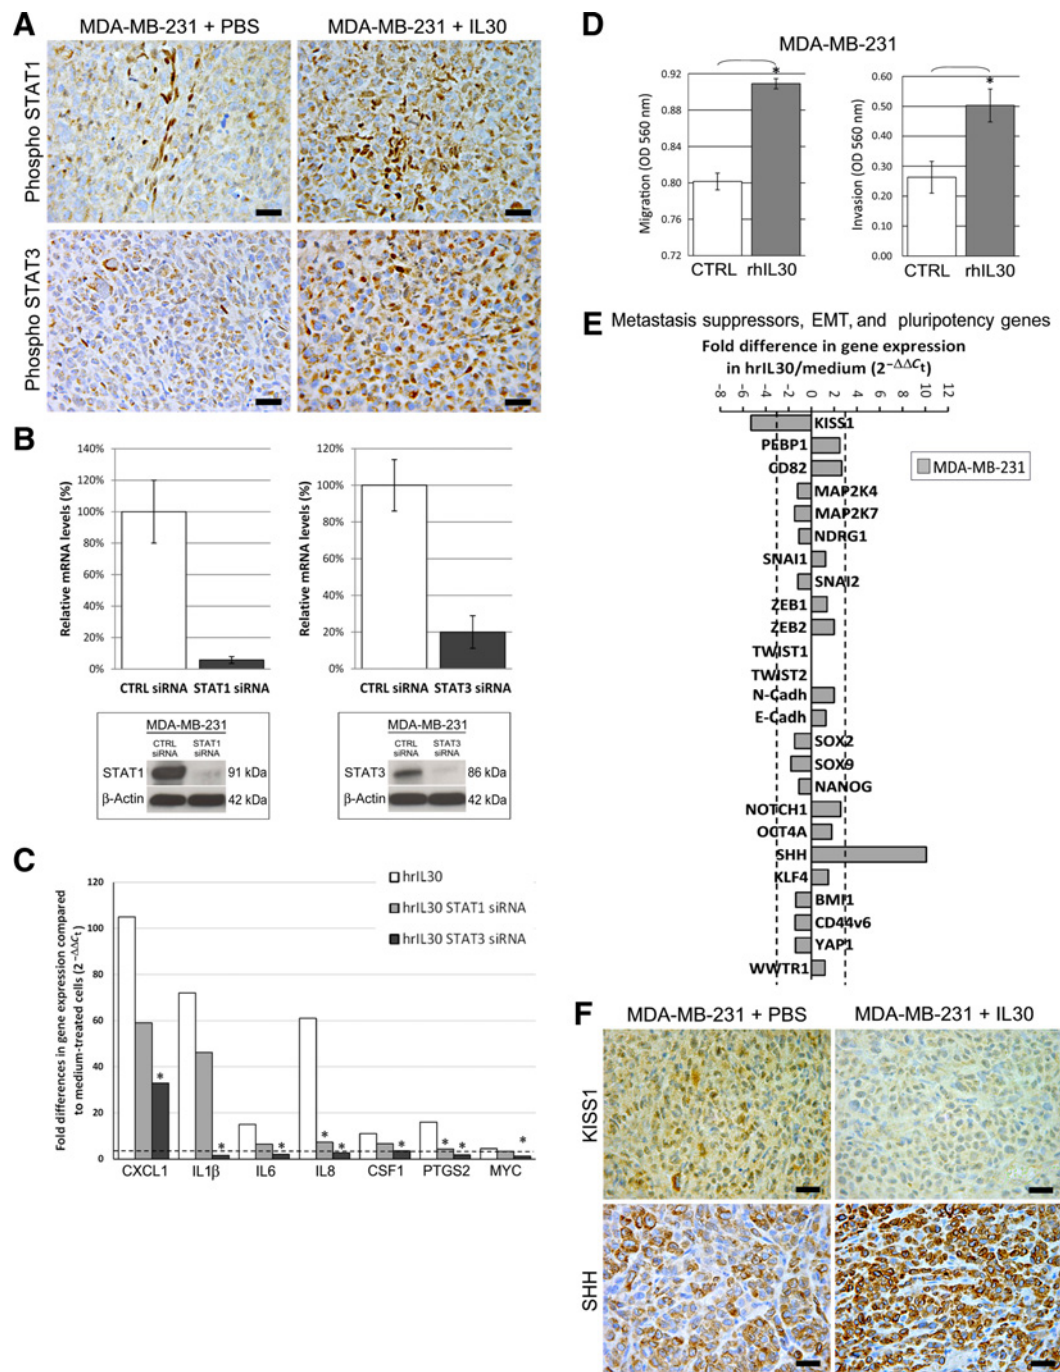 A
MDA-MB-231 + PBS
MDA-MB-231 + IL30
Phospho STAT1
Phospho STAT3
B
Relative mRNA levels (%)
140%
120%
100%
80%
60%
40%
20%
0%
CTRL siRNA
STAT1 siRNA
Relative mRNA levels (%)
120%
100%
80%
60%
40%
20%
0%
CTRL siRNA
STAT3 siRNA
MDA-MB-231
CTRL siRNA
STAT1 siRNA
STAT1
91 kDa
β-Actin
42 kDa
MDA-MB-231
CTRL siRNA
STAT3 siRNA
STAT3
86 kDa
β-Actin
42 kDa
C
Fold differences in gene expression compared
to medium-treated cells (2⁻ΔΔCt)
120
100
80
60
40
20
0
hrIL30
hrIL30 STAT1 siRNA
hrIL30 STAT3 siRNA
* * * * * * * * *
CXCL1 IL1β IL6 IL8 CSF1 PTGS2 MYC
D
MDA-MB-231
Migration (OD 560 nm)
0.92
0.88
0.84
0.80
0.76
0.72
*
CTRL rhIL30
Invasion (OD 560 nm)
0.60
0.50
0.40
0.30
0.20
0.10
0.00
*
CTRL rhIL30
E
Metastasis suppressors, EMT, and pluripotency genes
Fold difference in gene expression
in hrIL30/medium (2⁻ΔΔCt)
-8 -6 -4 -2 0 2 4 6 8 10 12
KISS1
PEBP1
CD82
MAP2K4
MAP2K7
NDRG1
SNAI1
SNAI2
ZEB1
ZEB2
TWIST1
TWIST2
N-Cadh
E-Cadh
SOX2
SOX9
NANOG
NOTCH1
OCT4A
SHH
KLF4
BMI1
CD44v6
YAP1
WWTR1
MDA-MB-231
F
MDA-MB-231 + PBS
MDA-MB-231 + IL30
KISS1
SHH